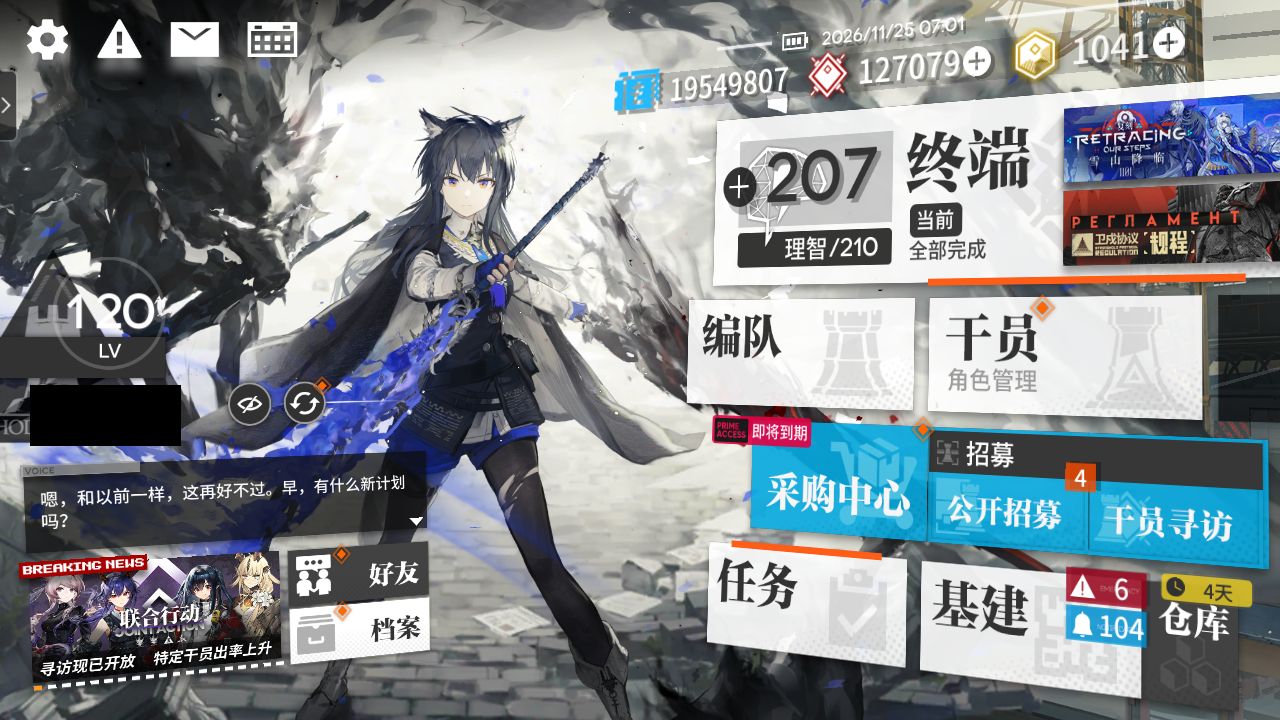 2026/11/25 07:01
19549807
127079
1041
207
理智/210
终端
当前
全部完成
复刻
RETRACING
OUR STEPS
雪山降临
1101
РЕГЛАМЕНТ
卫戍协议
规程
编队
干员
角色管理
120
LV
PRIME
ACCESS
即将到期
采购中心
招募
公开招募
4
干员寻访
VOICE
嗯，和以前一样，这再好不过。早，有什么新计划
吗？
BREAKING NEWS
联合行动
寻访现已开放 特定干员出率上升
好友
档案
任务
基建
6
104
4天
仓库